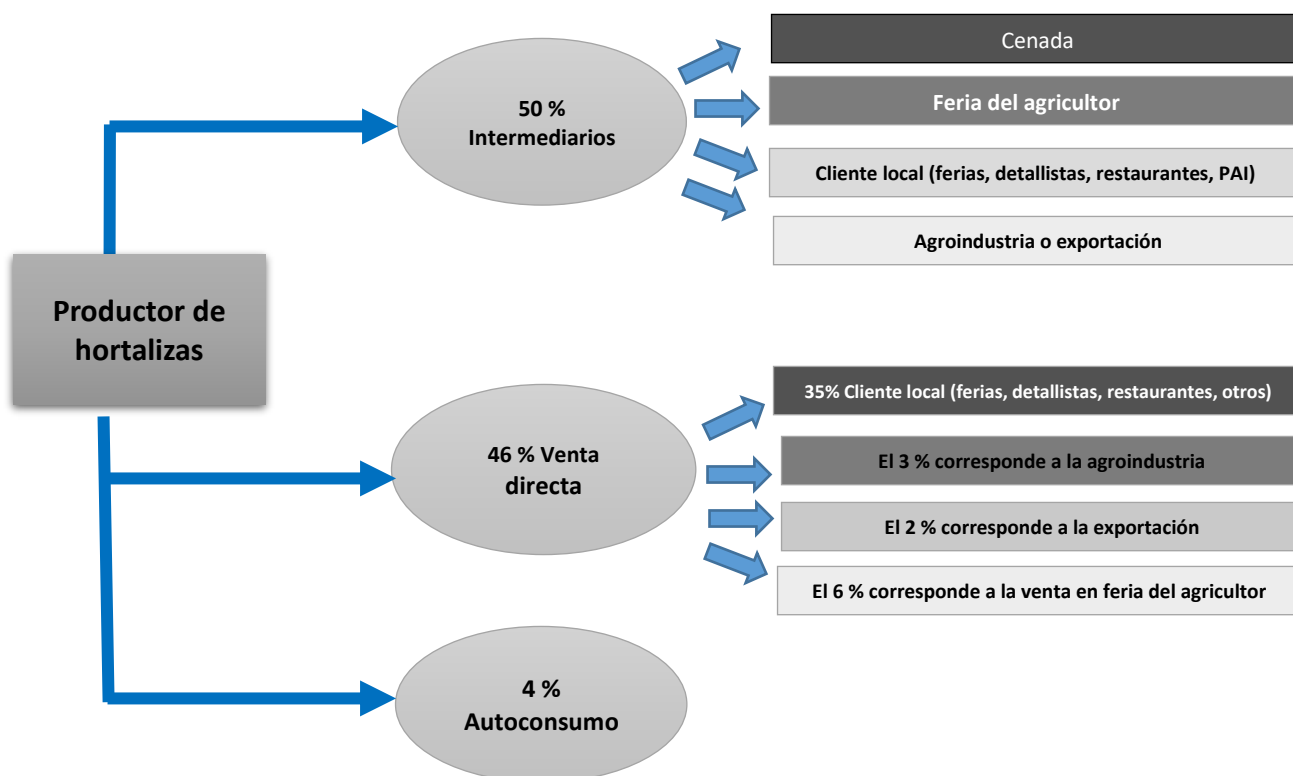 Productor de
hortalizas
50 %
Intermediarios
Cenada
Feria del agricultor
Cliente local (ferias, detallistas, restaurantes, PAI)
Agroindustria o exportación
46 % Venta
directa
35% Cliente local (ferias, detallistas, restaurantes, otros)
El 3 % corresponde a la agroindustria
El 2 % corresponde a la exportación
El 6 % corresponde a la venta en feria del agricultor
4 %
Autoconsumo